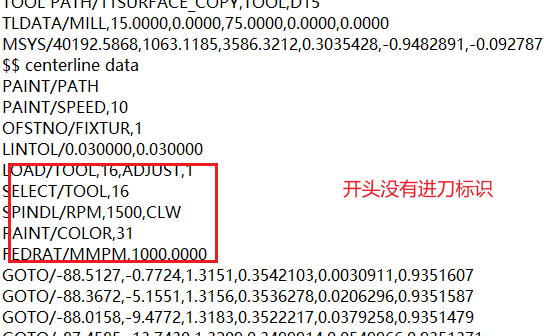 TOOL PATH/11SURFACE_COPY,TOOL,D15
TLDATA/MILL,15.0000,0.0000,75.0000,0.0000,0.0000
MSYS/40192.5868,1063.1185,3586.3212,0.3035428,-0.9482891,-0.092787
$$ centerline data
PAINT/PATH
PAINT/SPEED,10
OFSTNO/FIXTUR,1
LINTOL/0.030000,0.030000
LOAD/TOOL,16,ADJUST,1
SELECT/TOOL,16
SPINDL/RPM,1500,CLW
开头没有进刀标识
PAINT/COLOR,31
FEDRAT/MMPM,1000.0000
GOTO/-88.5127,-0.7724,1.3151,0.3542103,0.0030911,0.9351607
GOTO/-88.3672,-5.1551,1.3156,0.3536278,0.0206296,0.9351587
GOTO/-88.0158,-9.4772,1.3183,0.3522217,0.0379258,0.9351479